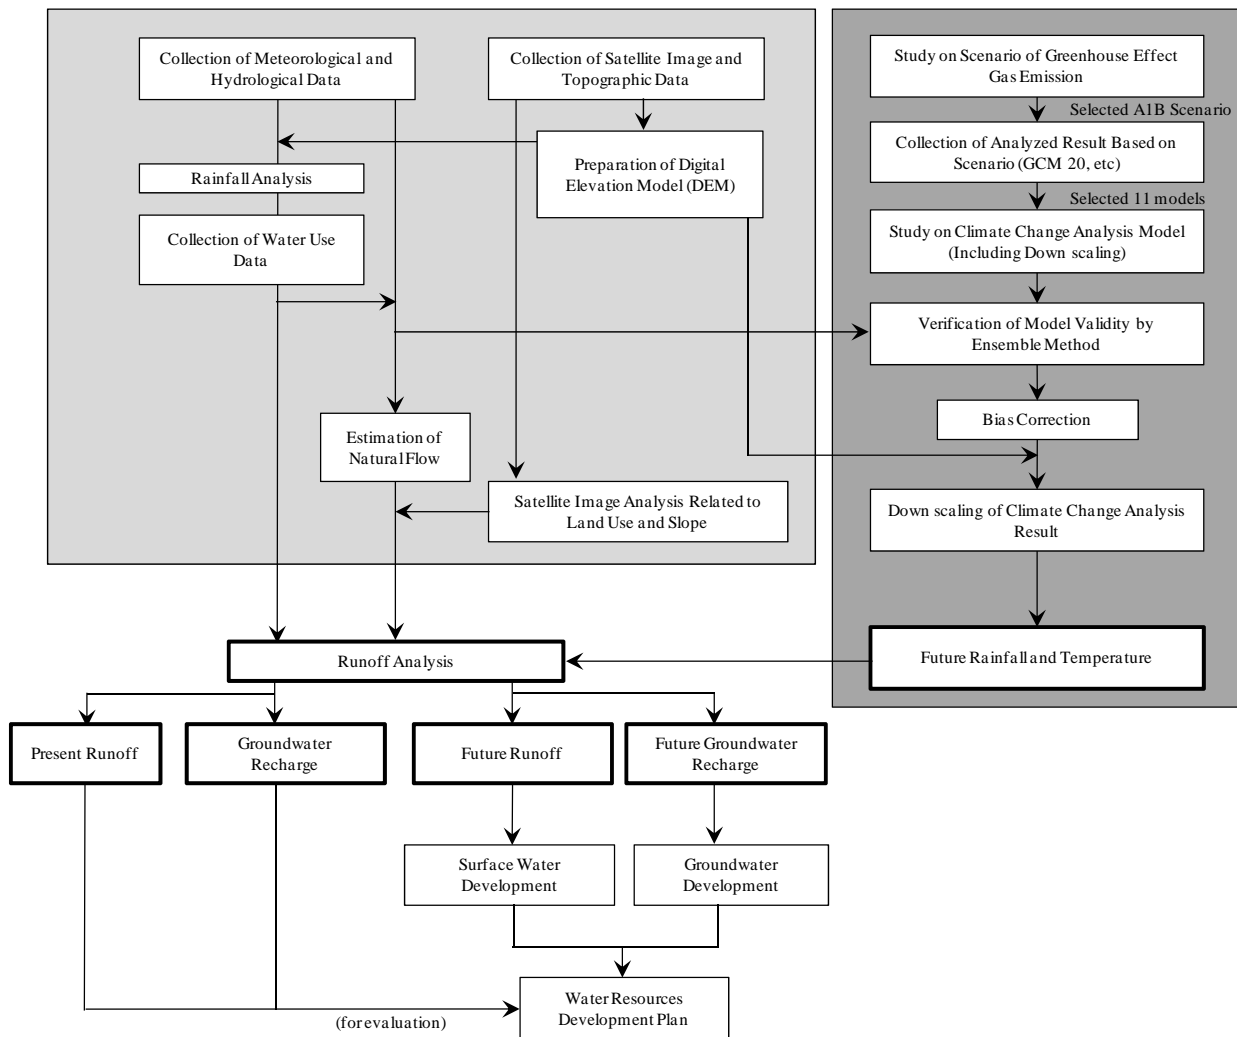 Collection of Meteorological and
Hydrological Data
Collection of Satellite Image and
Topographic Data
Study on Scenario of Greenhouse Effect
Gas Emission
Selected A1B Scenario
Collection of Analyzed Result Based on
Scenario (GCM 20, etc)
Preparation of Digital
Elevation Model (DEM)
Rainfall Analysis
Selected 11 models
Collection of Water Use
Data
Study on Climate Change Analysis Model
(Including Down scaling)
Verification of Model Validity by
Ensemble Method
Bias Correction
Estimation of
Natural Flow
Satellite Image Analysis Related to
Land Use and Slope
Down scaling of Climate Change Analysis
Result
Runoff Analysis
Future Rainfall and Temperature
Present Runoff
Groundwater
Recharge
Future Runoff
Future Groundwater
Recharge
Surface Water
Development
Groundwater
Development
Water Resources
Development Plan
(for evaluation)